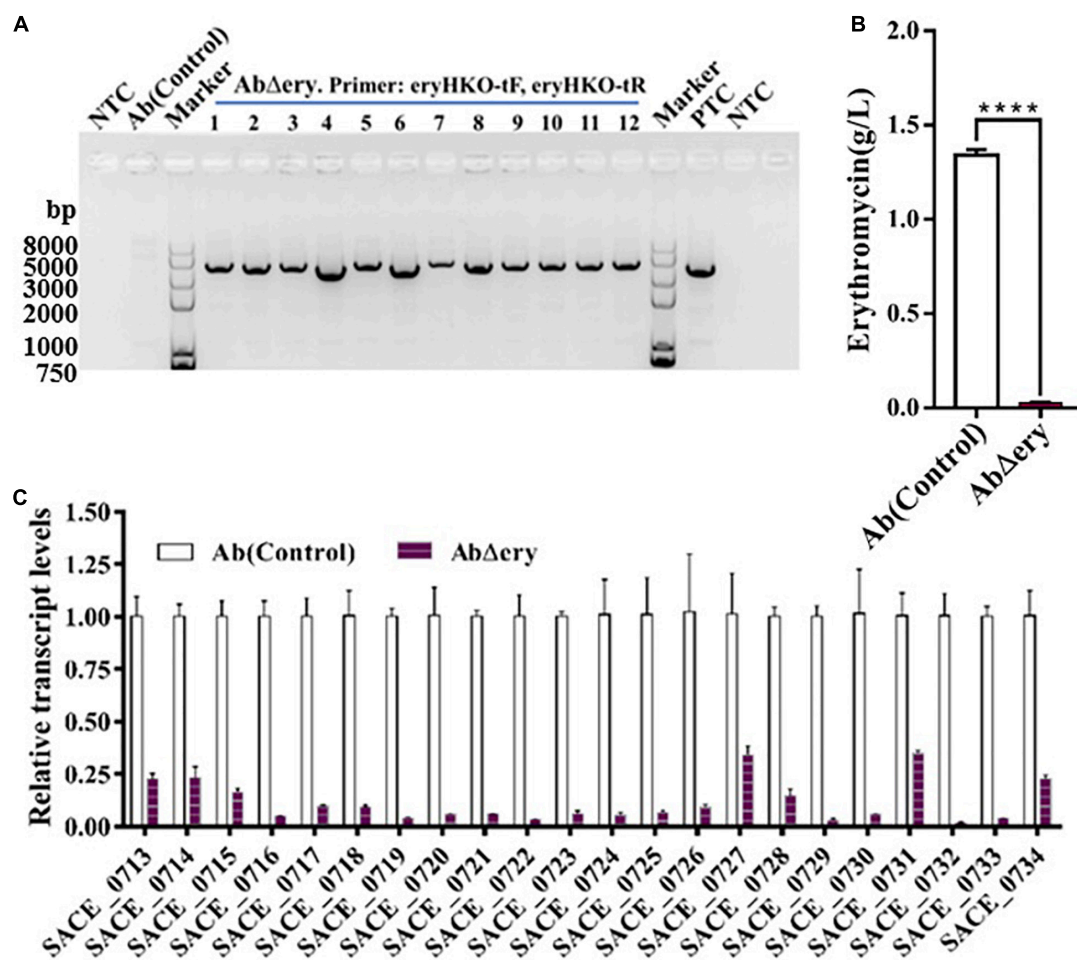 A
NTC
Ab(Control)
Marker
AbΔery. Primer: eryHKO-tF, eryHKO-tR
1 2 3 4 5 6 7 8 9 10 11 12
Marker
PTC
NTC
bp
8000
5000
3000
2000
1000
750
B
Erythromycin(g/L)
2.0
1.5
1.0
0.5
0.0
****
Ab(Control)
AbΔery
C
Relative transcript levels
1.50
1.25
1.00
0.75
0.50
0.25
0.00
Ab(Control)
AbΔery
SACE_0713
SACE_0714
SACE_0715
SACE_0716
SACE_0717
SACE_0718
SACE_0719
SACE_0720
SACE_0721
SACE_0722
SACE_0723
SACE_0724
SACE_0725
SACE_0726
SACE_0727
SACE_0728
SACE_0729
SACE_0730
SACE_0731
SACE_0732
SACE_0733
SACE_0734